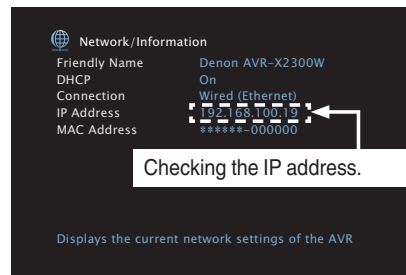 Network/Information
Friendly Name Denon AVR-X2300W
DHCP On
Connection Wired (Ethernet)
IP Address 192.168.100.19
MAC Address ******-000000
Checking the IP address.
Displays the current network settings of the AVR